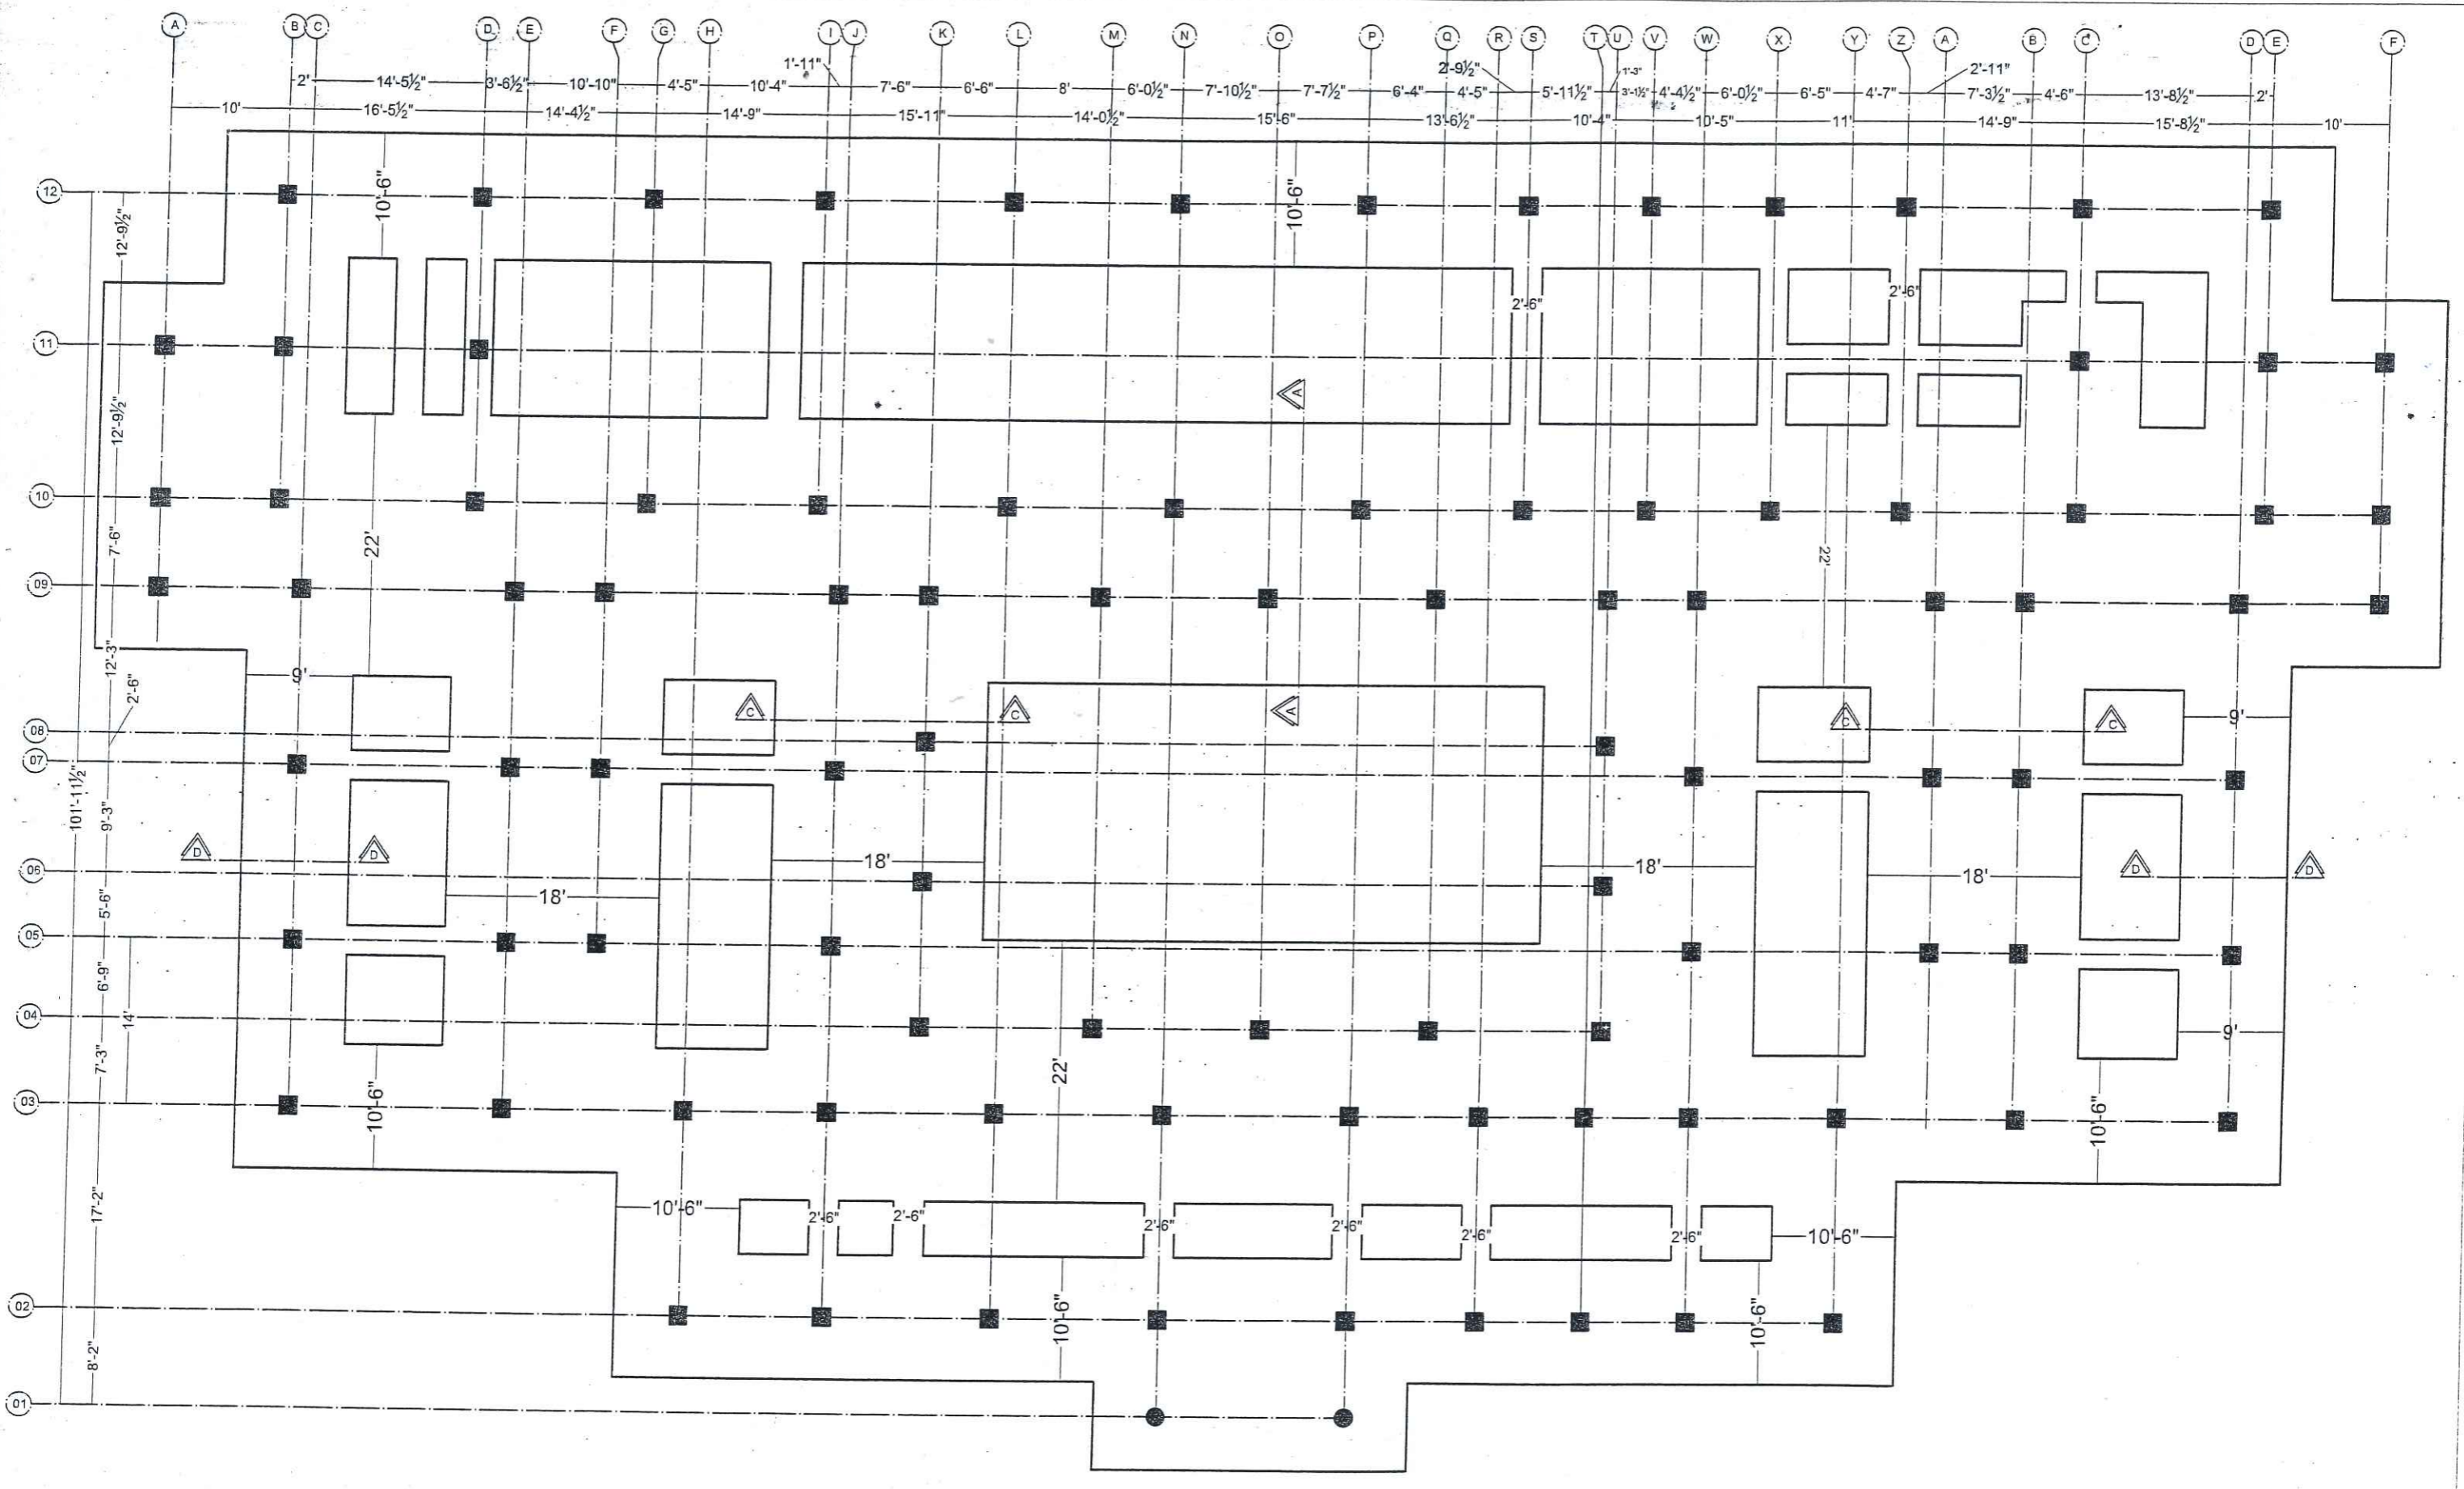 A B C D E F G H I J K L M N O P Q R S T U V W X Y Z A B C D E F
2' 14'-5½" 3'-6½" 10'-10" 4'-5" 10'-4" 1'-11" 7'-6" 6'-6" 8' 6'-0½" 7'-10½" 7'-7½" 6'-4" 4'-5" 2'-9½" 5'-11½" 1'-3" 3'-1½" 4'-4½" 6'-0½" 6'-5" 4'-7" 2'-11" 7'-3½" 4'-6" 13'-8½" 2'
10' 16'-5½" 14'-4½" 14'-9" 15'-11" 14'-0½" 15'-6" 13'-6½" 10'-4" 10'-5" 11' 14'-9" 15'-8½" 10'
12
12'-9½" 10'-6" 10'-6"
2'-6" 2'-6"
11
A
12'-9½"
10
7'-6" 22' 22'
09
12'-3" 9'
2'-6"
C C A C C 9'
08
07
101'-11½" 9'-3"
D D 18' 18' D D
06
5'-6" 18' 18'
05
6'-9"
14'
04
9'
7'-3" 22'
03
10'-6" 10'-6"
17'-2" 10'-6" 2'-6" 2'-6" 2'-6" 2'-6" 2'-6" 2'-6" 10'-6"
02
10'-6" 10'-6"
8'-2"
01